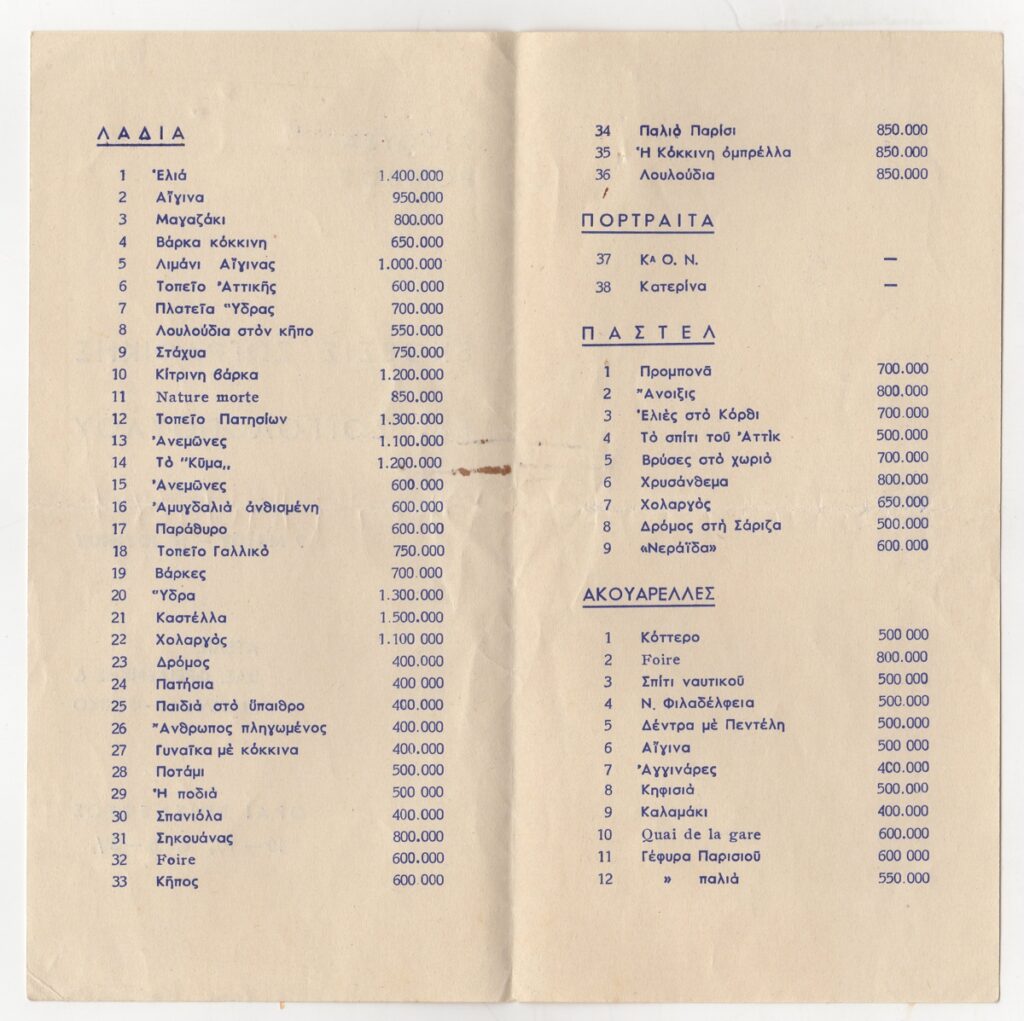 ΛΑΔΙΑ
1 Ἐλιά 1.400.000
2 Αἴγινα 950.000
3 Μαγαζάκι 800.000
4 Βάρκα κόκκινη 650.000
5 Λιμάνι Αἴγινας 1.000.000
6 Τοπεῖο Ἀττικῆς 600.000
7 Πλατεῖα Ὕδρας 700.000
8 Λουλούδια στὸν κῆπο 550.000
9 Στάχυα 750.000
10 Κίτρινη βάρκα 1.200.000
11 Nature morte 850.000
12 Τοπεῖο Πατησίων 1.300.000
13 Ἀνεμῶνες 1.100.000
14 Τὸ "Κῦμα„ 1.200.000
15 Ἀνεμῶνες 600.000
16 Ἀμυγδαλιὰ ἀνθισμένη 600.000
17 Παράθυρο 600.000
18 Τοπεῖο Γαλλικὸ 750.000
19 Βάρκες 700.000
20 Ὕδρα 1.300.000
21 Καστέλλα 1.500.000
22 Χολαργὸς 1.100 000
23 Δρόμος 400.000
24 Πατήσια 400 000
25 Παιδιὰ στὸ ὕπαιθρο 400.000
26 Ἄνθρωπος πληγωμένος 400.000
27 Γυναῖκα μὲ κόκκινα 400.000
28 Ποτάμι 500.000
29 Ἡ ποδιὰ 500 000
30 Σπανιόλα 400.000
31 Σηκουάνας 800.000
32 Foire 600.000
33 Κῆπος 600.000
34 Παλιὸ Παρίσι 850.000
35 Ἡ Κόκκινη ὀμπρέλλα 850.000
36 Λουλούδια 850.000
ΠΟΡΤΡΑΙΤΑ
37 Κα Ο. Ν. —
38 Κατερίνα —
ΠΑΣΤΕΛ
1 Προμπονᾶ 700.000
2 Ἄνοιξις 800.000
3 Ἐλιὲς στὸ Κόρθι 700.000
4 Τὸ σπίτι τοῦ Ἀττὶκ 500.000
5 Βρύσες στὸ χωριὸ 700.000
6 Χρυσάνθεμα 800.000
7 Χολαργὸς 650.000
8 Δρόμος στὴ Σάριζα 500.000
9 «Νεράϊδα» 600.000
ΑΚΟΥΑΡΕΛΛΕΣ
1 Κόττερο 500 000
2 Foire 800.000
3 Σπίτι ναυτικοῦ 500 000
4 Ν. Φιλαδέλφεια 500.000
5 Δέντρα μὲ Πεντέλη 500.000
6 Αἴγινα 500 000
7 Ἀγγινάρες 400.000
8 Κηφισιὰ 500.000
9 Καλαμάκι 400.000
10 Quai de la gare 600.000
11 Γέφυρα Παρισιοῦ 600 000
12 » παλιὰ 550.000